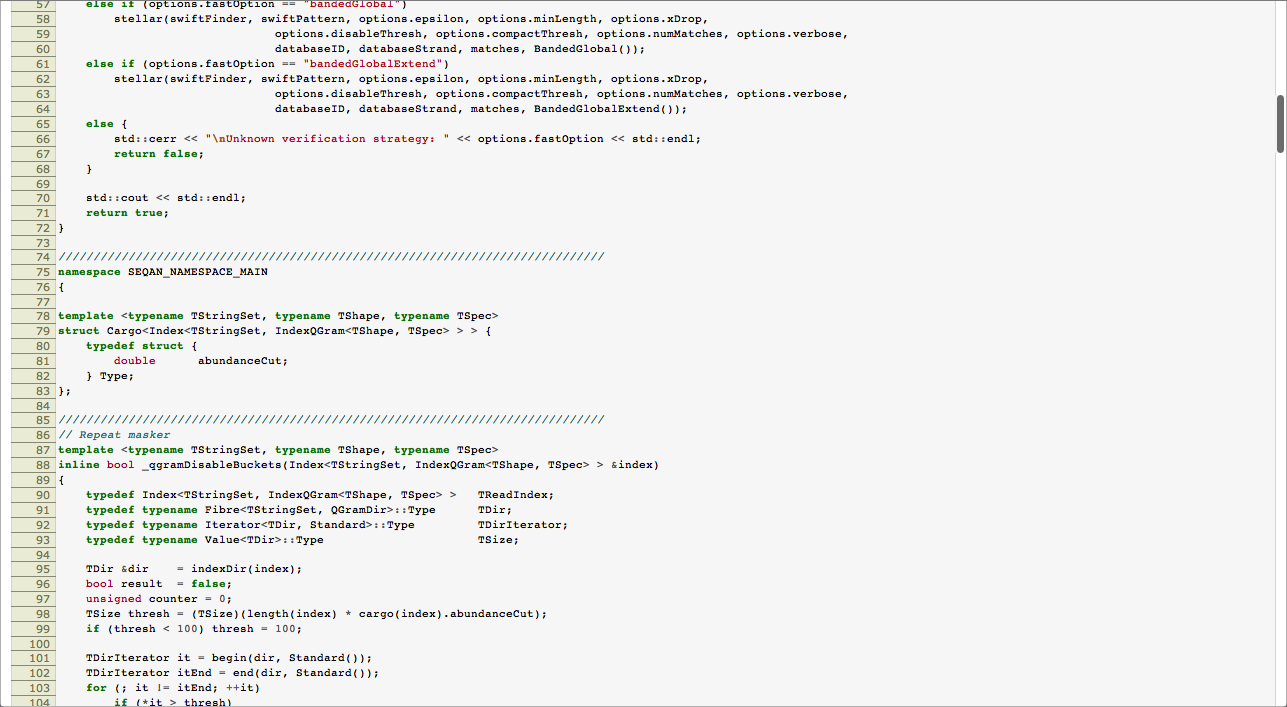 57     else if (options.fastOption == "bandedGlobal")
58         stellar(swiftFinder, swiftPattern, options.epsilon, options.minLength, options.xDrop,
59                                options.disableThresh, options.compactThresh, options.numMatches, options.verbose,
60                                databaseID, databaseStrand, matches, BandedGlobal());
61     else if (options.fastOption == "bandedGlobalExtend")
62         stellar(swiftFinder, swiftPattern, options.epsilon, options.minLength, options.xDrop,
63                                options.disableThresh, options.compactThresh, options.numMatches, options.verbose,
64                                databaseID, databaseStrand, matches, BandedGlobalExtend());
65     else {
66         std::cerr << "\nUnknown verification strategy: " << options.fastOption << std::endl;
67         return false;
68     }
69
70     std::cout << std::endl;
71     return true;
72 }
73
74 //////////////////////////////////////////////////////////////////////////////
75 namespace SEQAN_NAMESPACE_MAIN
76 {
77
78 template <typename TStringSet, typename TShape, typename TSpec>
79 struct Cargo<Index<TStringSet, IndexQGram<TShape, TSpec> > > {
80     typedef struct {
81         double      abundanceCut;
82     } Type;
83 };
84
85 //////////////////////////////////////////////////////////////////////////////
86 // Repeat masker
87 template <typename TStringSet, typename TShape, typename TSpec>
88 inline bool _qgramDisableBuckets(Index<TStringSet, IndexQGram<TShape, TSpec> > &index)
89 {
90     typedef Index<TStringSet, IndexQGram<TShape, TSpec> >   TReadIndex;
91     typedef typename Fibre<TStringSet, QGramDir>::Type      TDir;
92     typedef typename Iterator<TDir, Standard>::Type         TDirIterator;
93     typedef typename Value<TDir>::Type                      TSize;
94
95     TDir &dir    = indexDir(index);
96     bool result  = false;
97     unsigned counter = 0;
98     TSize thresh = (TSize)(length(index) * cargo(index).abundanceCut);
99     if (thresh < 100) thresh = 100;
100
101     TDirIterator it = begin(dir, Standard());
102     TDirIterator itEnd = end(dir, Standard());
103     for (; it != itEnd; ++it)
104         if (*it > thresh)